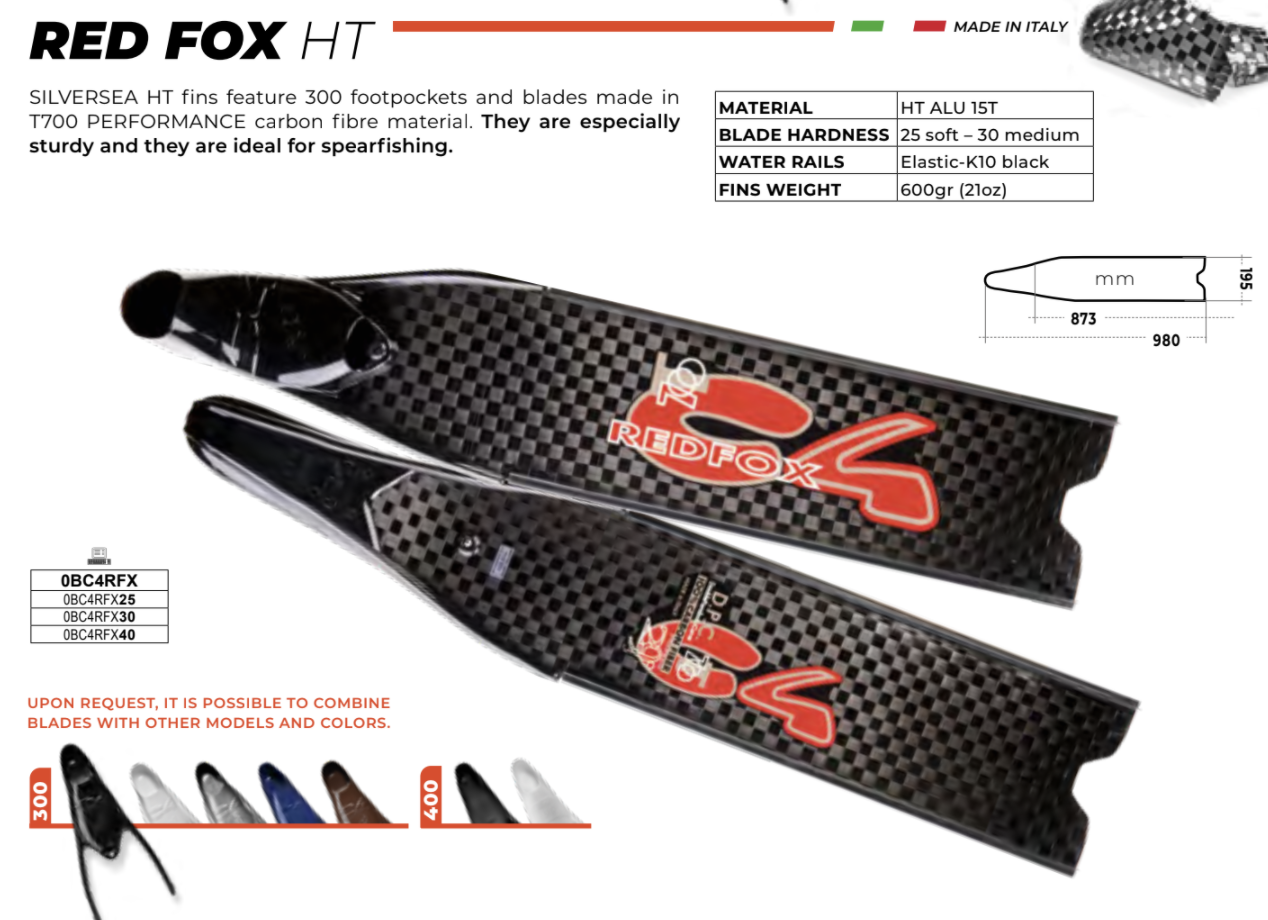 RED FOX HT
MADE IN ITALY
SILVERSEA HT fins feature 300 footpockets and blades made in
T700 PERFORMANCE carbon fibre material. They are especially
sturdy and they are ideal for spearfishing.
MATERIAL HT ALU 15T
BLADE HARDNESS 25 soft – 30 medium
WATER RAILS Elastic-K10 black
FINS WEIGHT 600gr (21oz)
mm
195
873
980
REDFOX
D.P.C
0BC4RFX
0BC4RFX25
0BC4RFX30
0BC4RFX40
UPON REQUEST, IT IS POSSIBLE TO COMBINE
BLADES WITH OTHER MODELS AND COLORS.
300
400